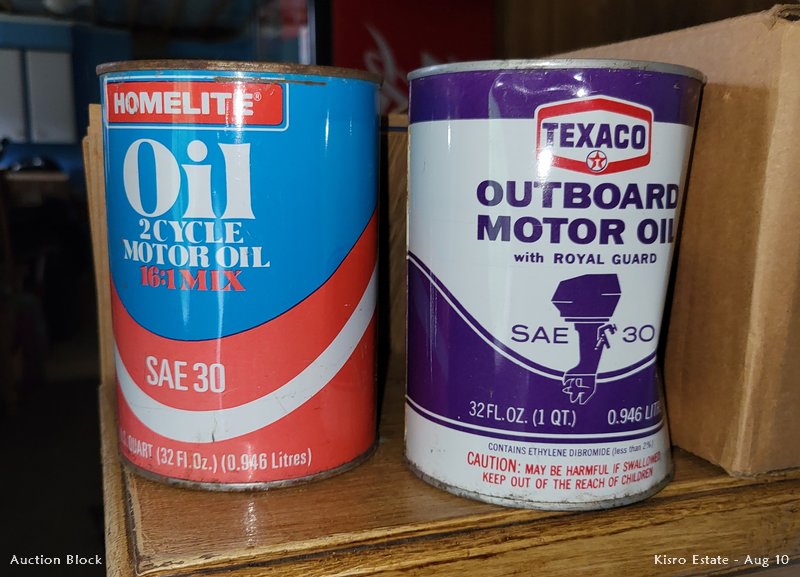 HOMELITE®
Oil
2 CYCLE
MOTOR OIL
16:1 MIX
SAE 30
QUART (32 Fl.Oz.) (0.946 Litres)
TEXACO
OUTBOARD
MOTOR OIL
with ROYAL GUARD
SAE 30
32 FL. OZ. (1 QT.) 0.946
CONTAINS ETHYLENE DIBROMIDE (less than 2%)
CAUTION: MAY BE HARMFUL IF SWALLOWED
KEEP OUT OF THE REACH OF CHILDREN
Auction Block
Kisro Estate - Aug 10